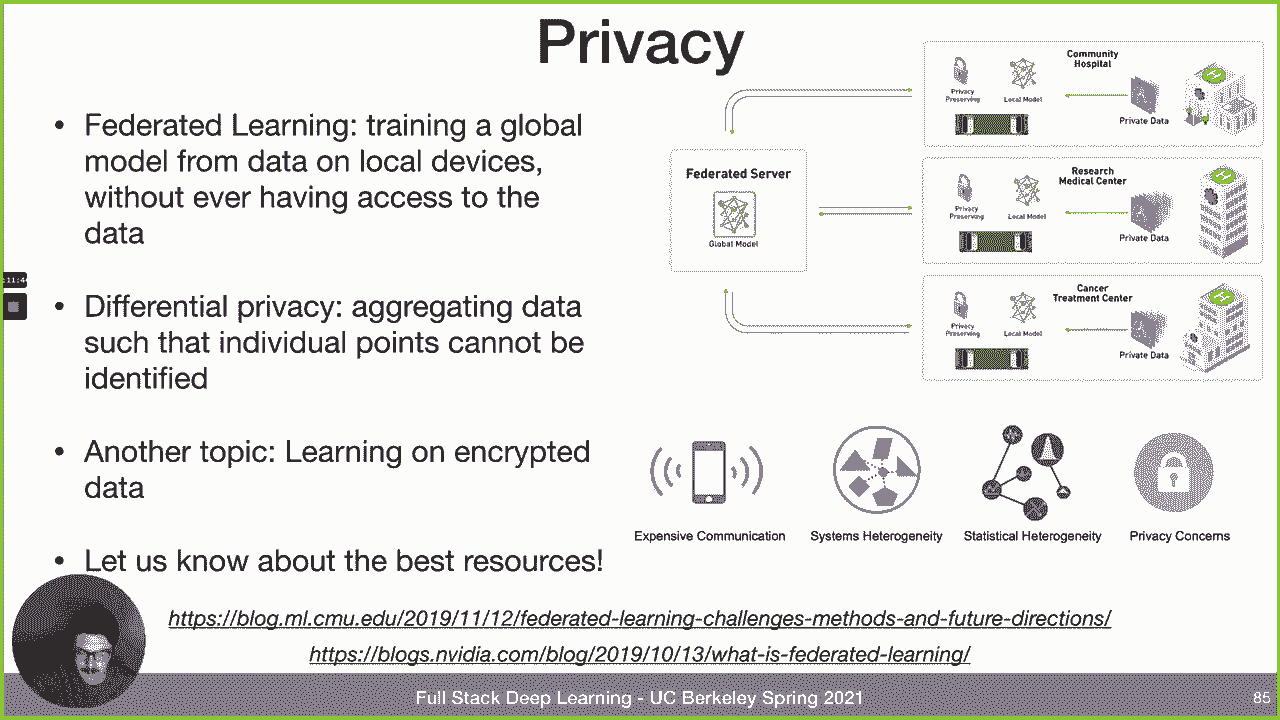 Privacy
• Federated Learning: training a global
model from data on local devices,
without ever having access to the
data
• Differential privacy: aggregating data
such that individual points cannot be
identified
• Another topic: Learning on encrypted
data
• Let us know about the best resources!
Federated Server
Global Model
Community
Hospital
Privacy
Preserving
Local Model
Private Data
Research
Medical Center
Privacy
Preserving
Local Model
Private Data
Cancer
Treatment Center
Privacy
Preserving
Local Model
Private Data
Expensive Communication
Systems Heterogeneity
Statistical Heterogeneity
Privacy Concerns
https://blog.ml.cmu.edu/2019/11/12/federated-learning-challenges-methods-and-future-directions/
https://blogs.nvidia.com/blog/2019/10/13/what-is-federated-learning/
Full Stack Deep Learning - UC Berkeley Spring 2021
85